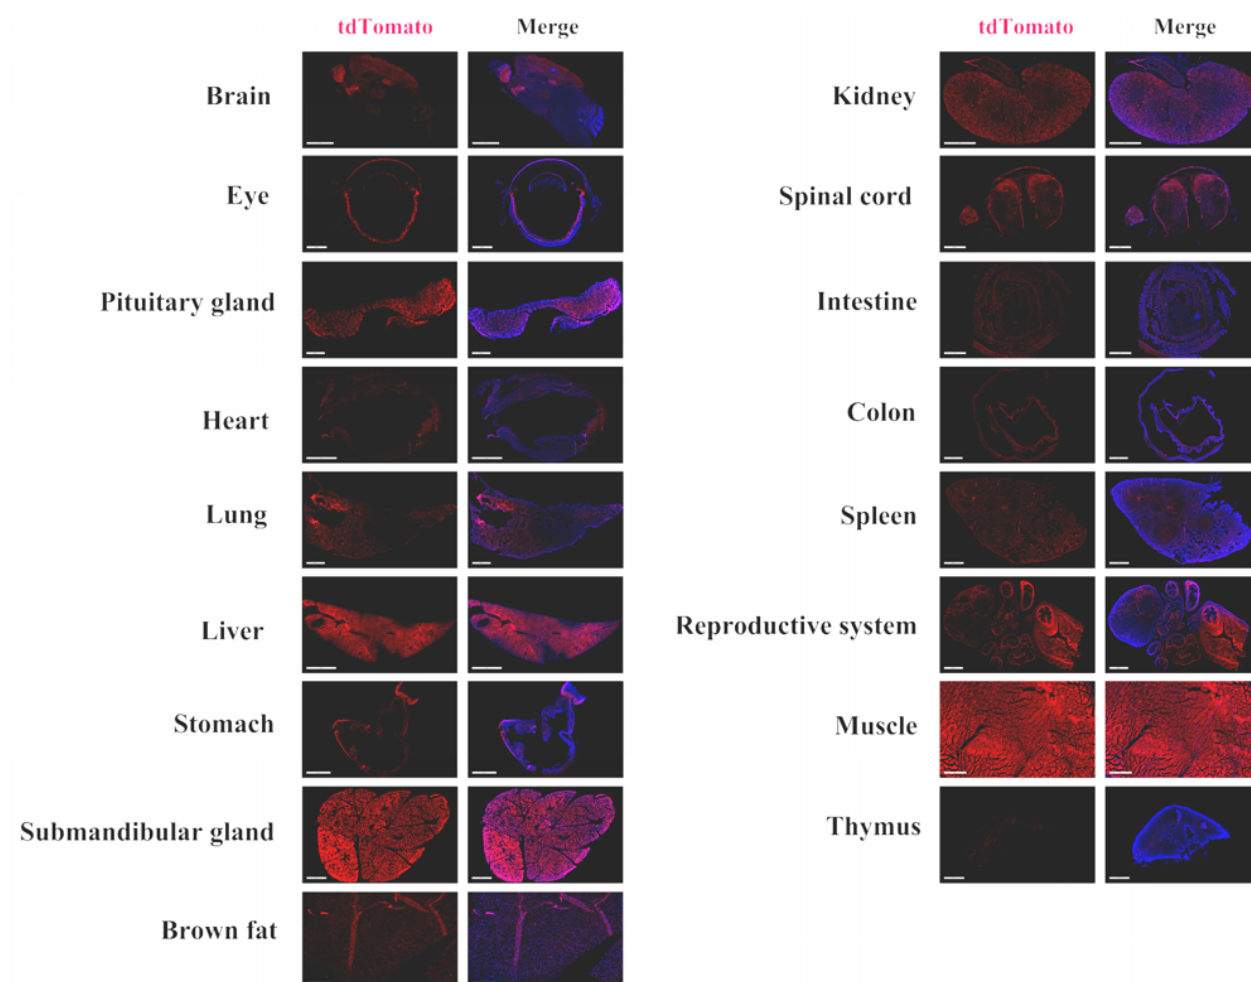 tdTomato Merge
Brain
Eye
Pituitary gland
Heart
Lung
Liver
Stomach
Submandibular gland
Brown fat
tdTomato Merge
Kidney
Spinal cord
Intestine
Colon
Spleen
Reproductive system
Muscle
Thymus